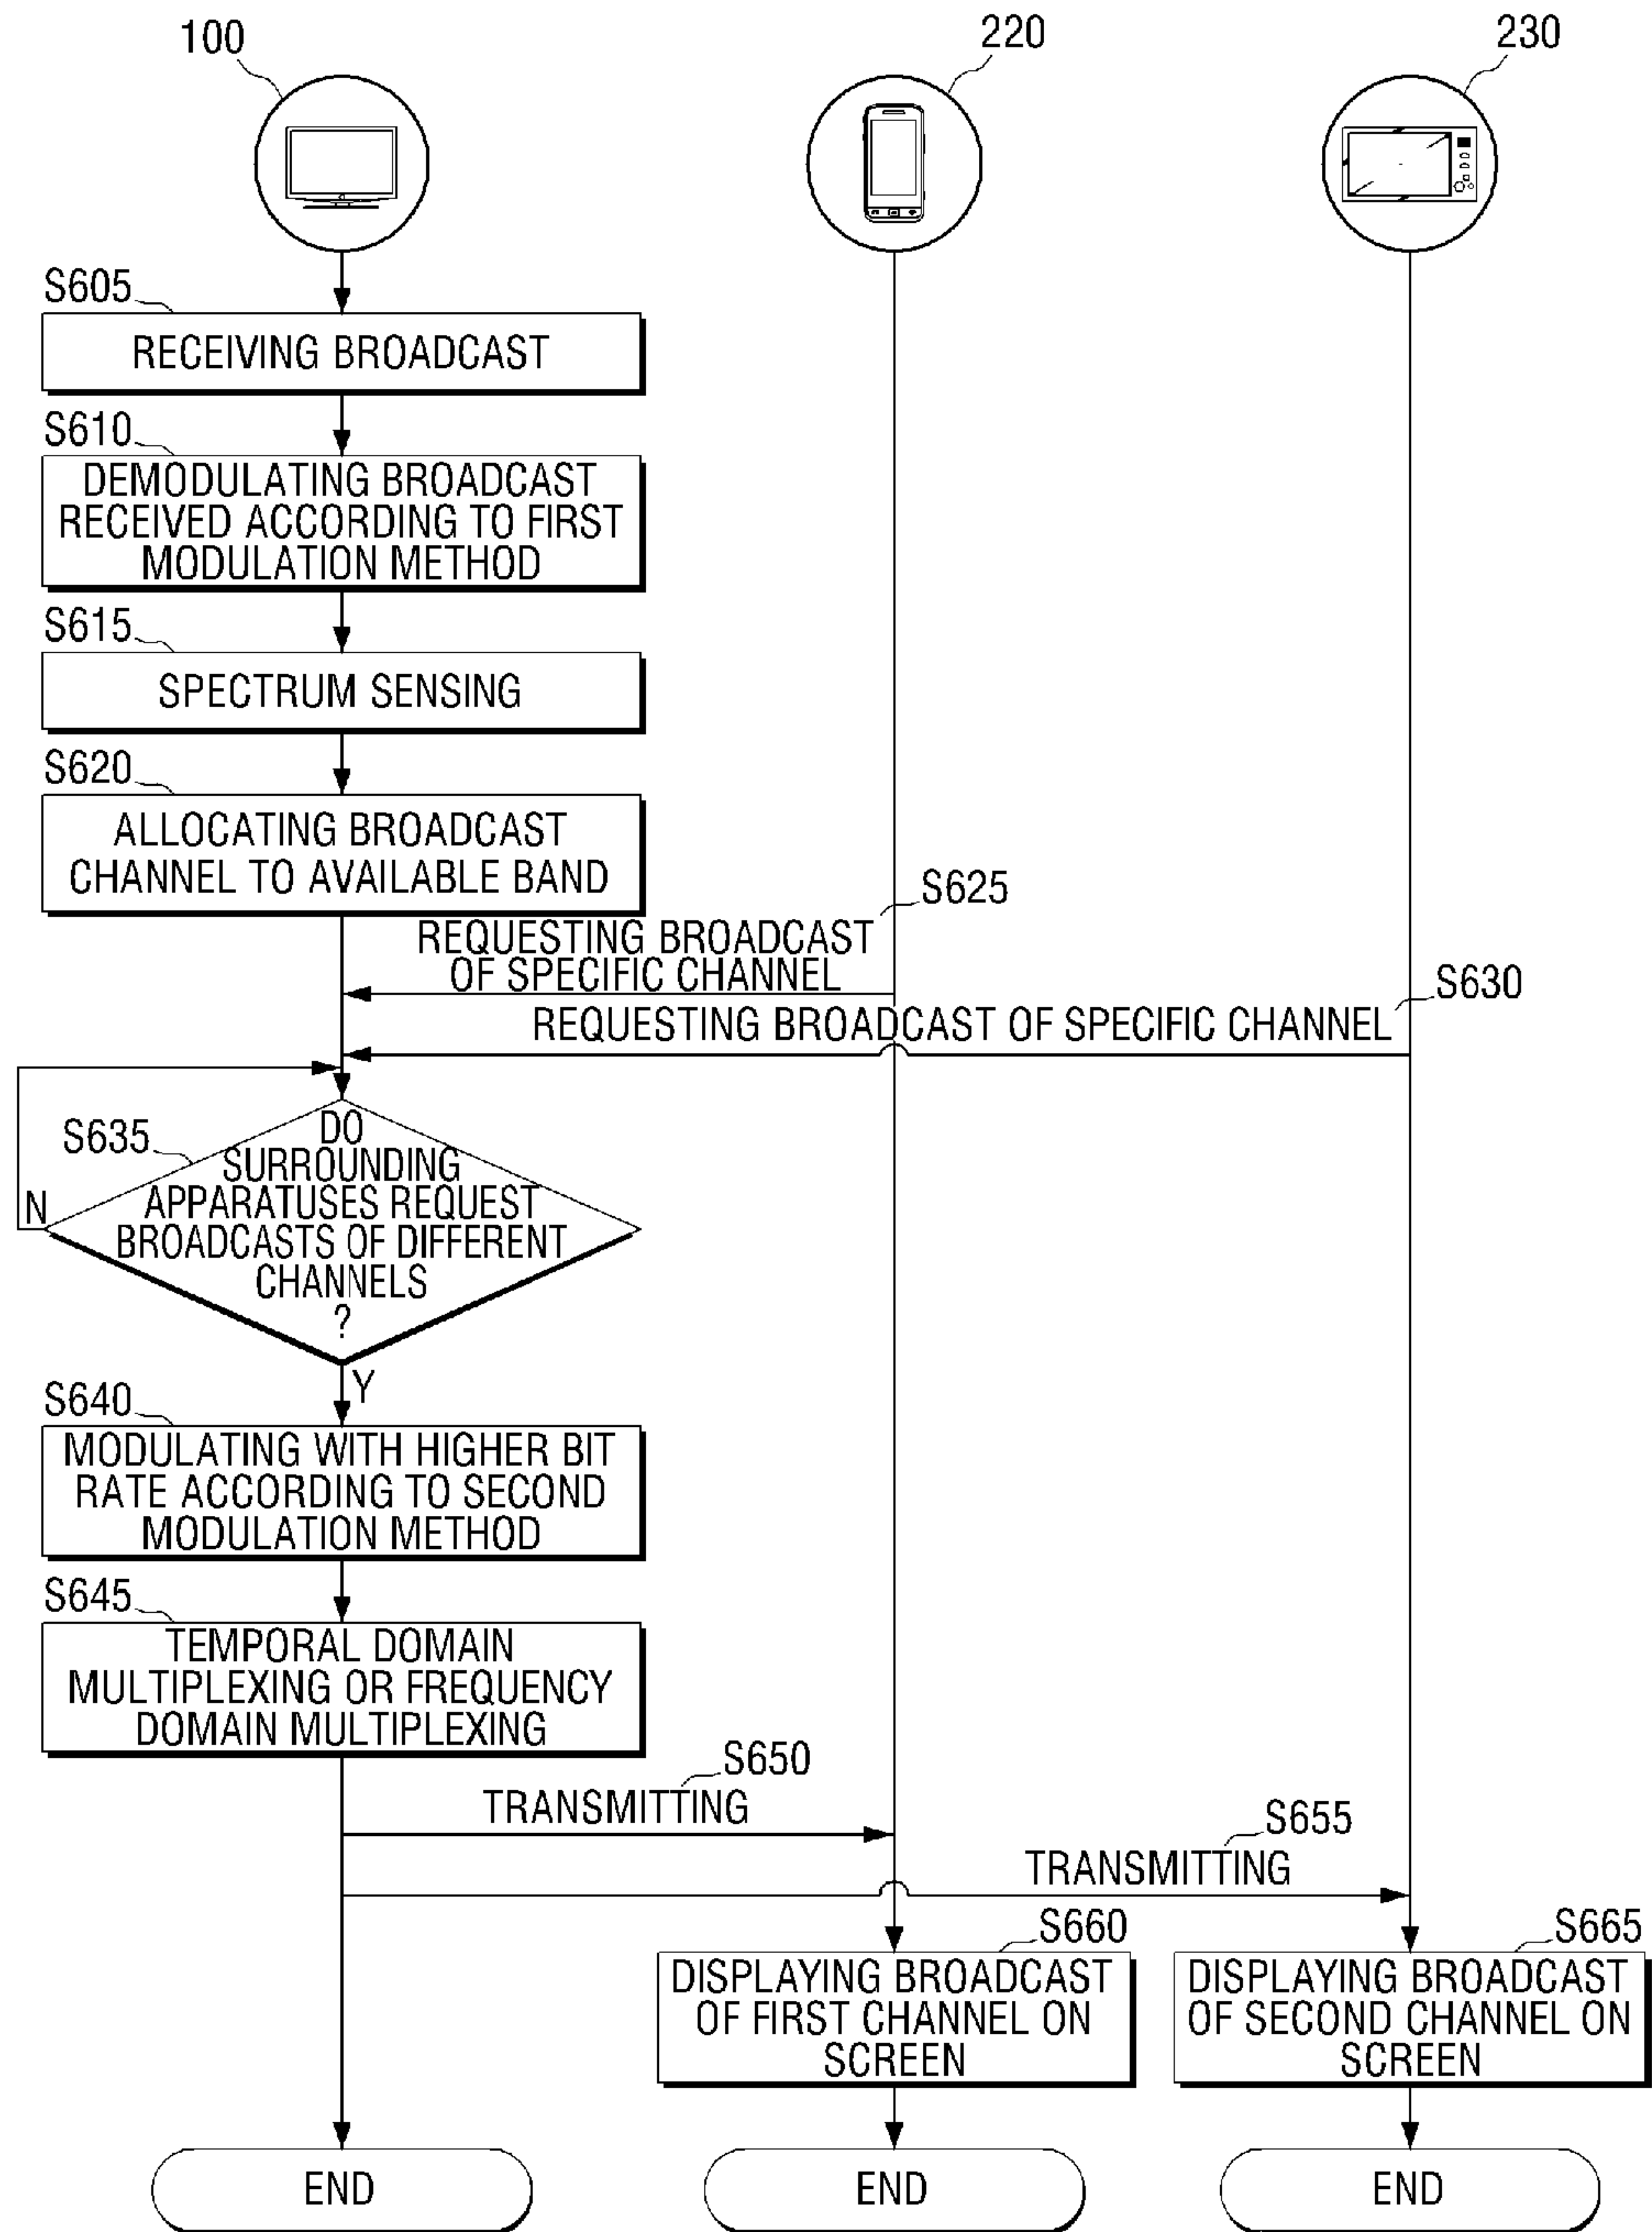 100
220
230
S605
RECEIVING BROADCAST
S610
DEMODULATING BROADCAST
RECEIVED ACCORDING TO FIRST
MODULATION METHOD
S615
SPECTRUM SENSING
S620
ALLOCATING BROADCAST
CHANNEL TO AVAILABLE BAND
S625
REQUESTING BROADCAST
OF SPECIFIC CHANNEL
S630
REQUESTING BROADCAST OF SPECIFIC CHANNEL
S635
DO
SURROUNDING
APPARATUSES REQUEST
BROADCASTS OF DIFFERENT
CHANNELS
?
N
Y
S640
MODULATING WITH HIGHER BIT
RATE ACCORDING TO SECOND
MODULATION METHOD
S645
TEMPORAL DOMAIN
MULTIPLEXING OR FREQUENCY
DOMAIN MULTIPLEXING
S650
TRANSMITTING
S655
TRANSMITTING
S660
DISPLAYING BROADCAST
OF FIRST CHANNEL ON
SCREEN
S665
DISPLAYING BROADCAST
OF SECOND CHANNEL ON
SCREEN
END
END
END